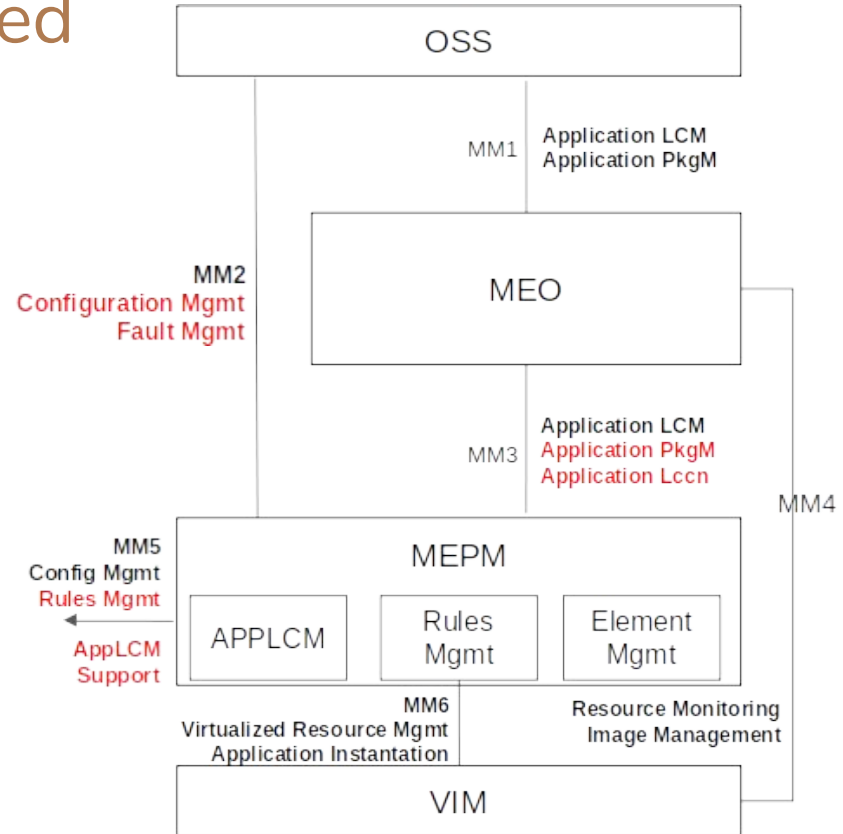 ed
OSS
MM1
Application LCM
Application PkgM
MM2
Configuration Mgmt
Fault Mgmt
MEO
MM3
Application LCM
Application PkgM
Application Lccn
MM4
MM5
Config Mgmt
Rules Mgmt
AppLCM
Support
MEPM
APPLCM
Rules
Mgmt
Element
Mgmt
MM6
Virtualized Resource Mgmt
Application Instantation
Resource Monitoring
Image Management
VIM